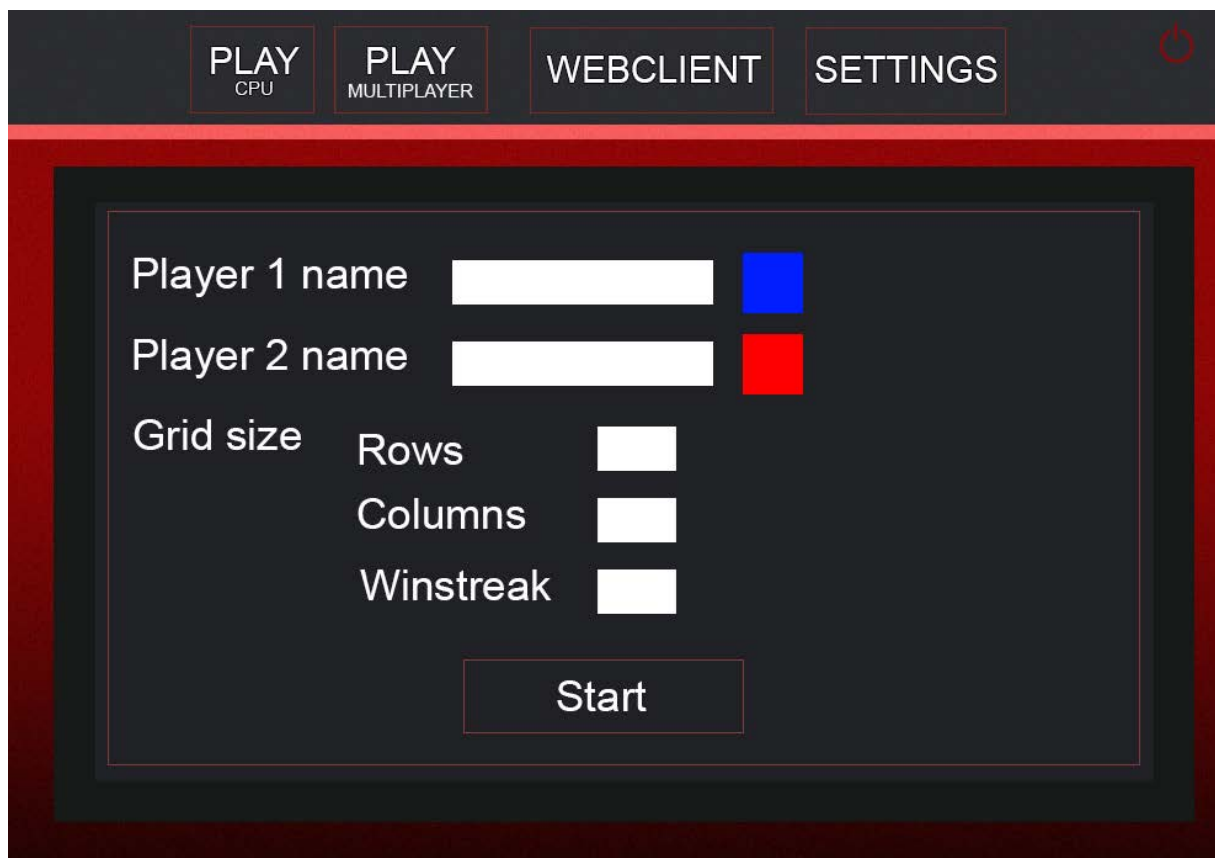 PLAY
CPU
PLAY
MULTIPLAYER
WEBCLIENT
SETTINGS
Player 1 name
Player 2 name
Grid size
Rows
Columns
Winstreak
Start